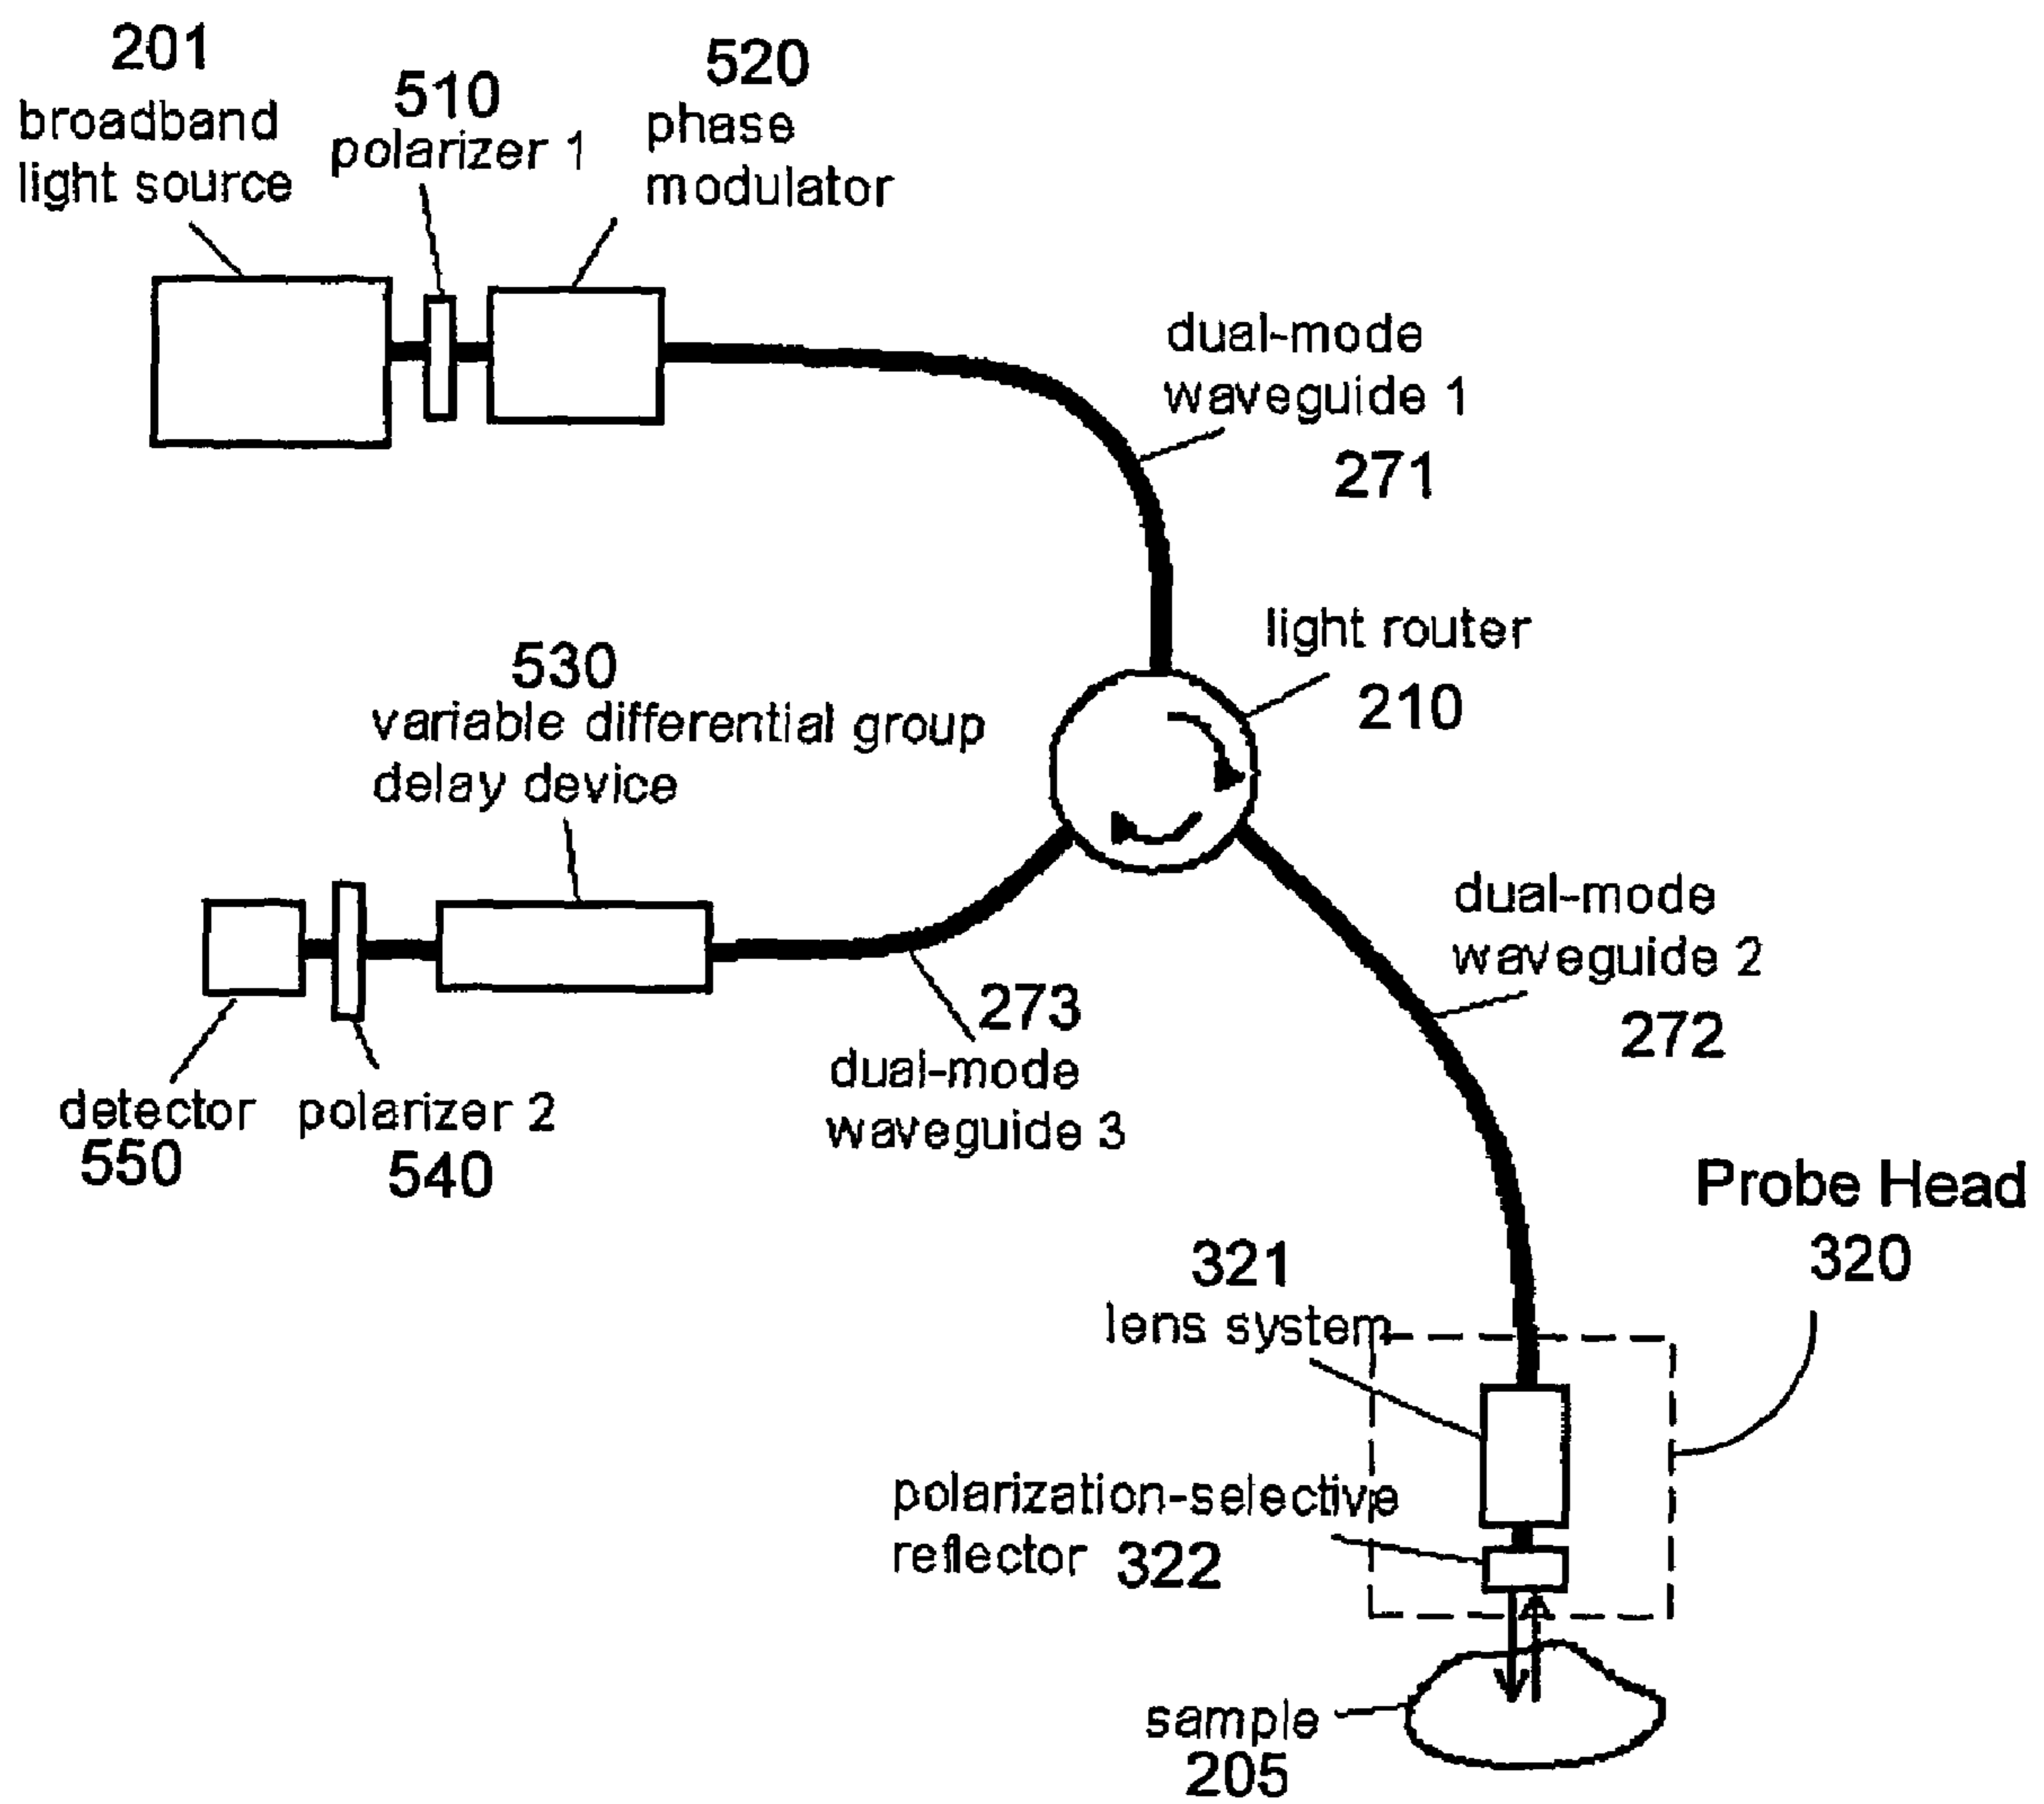 201
broadband
light source
510
polarizer 1
520
phase
modulator
dual-mode
waveguide 1
271
light router
210
530
variable differential group
delay device
dual-mode
waveguide 2
272
273
dual-mode
waveguide 3
detector
550
polarizer 2
540
Probe Head
320
321
lens system
polarization-selective
reflector 322
sample
205